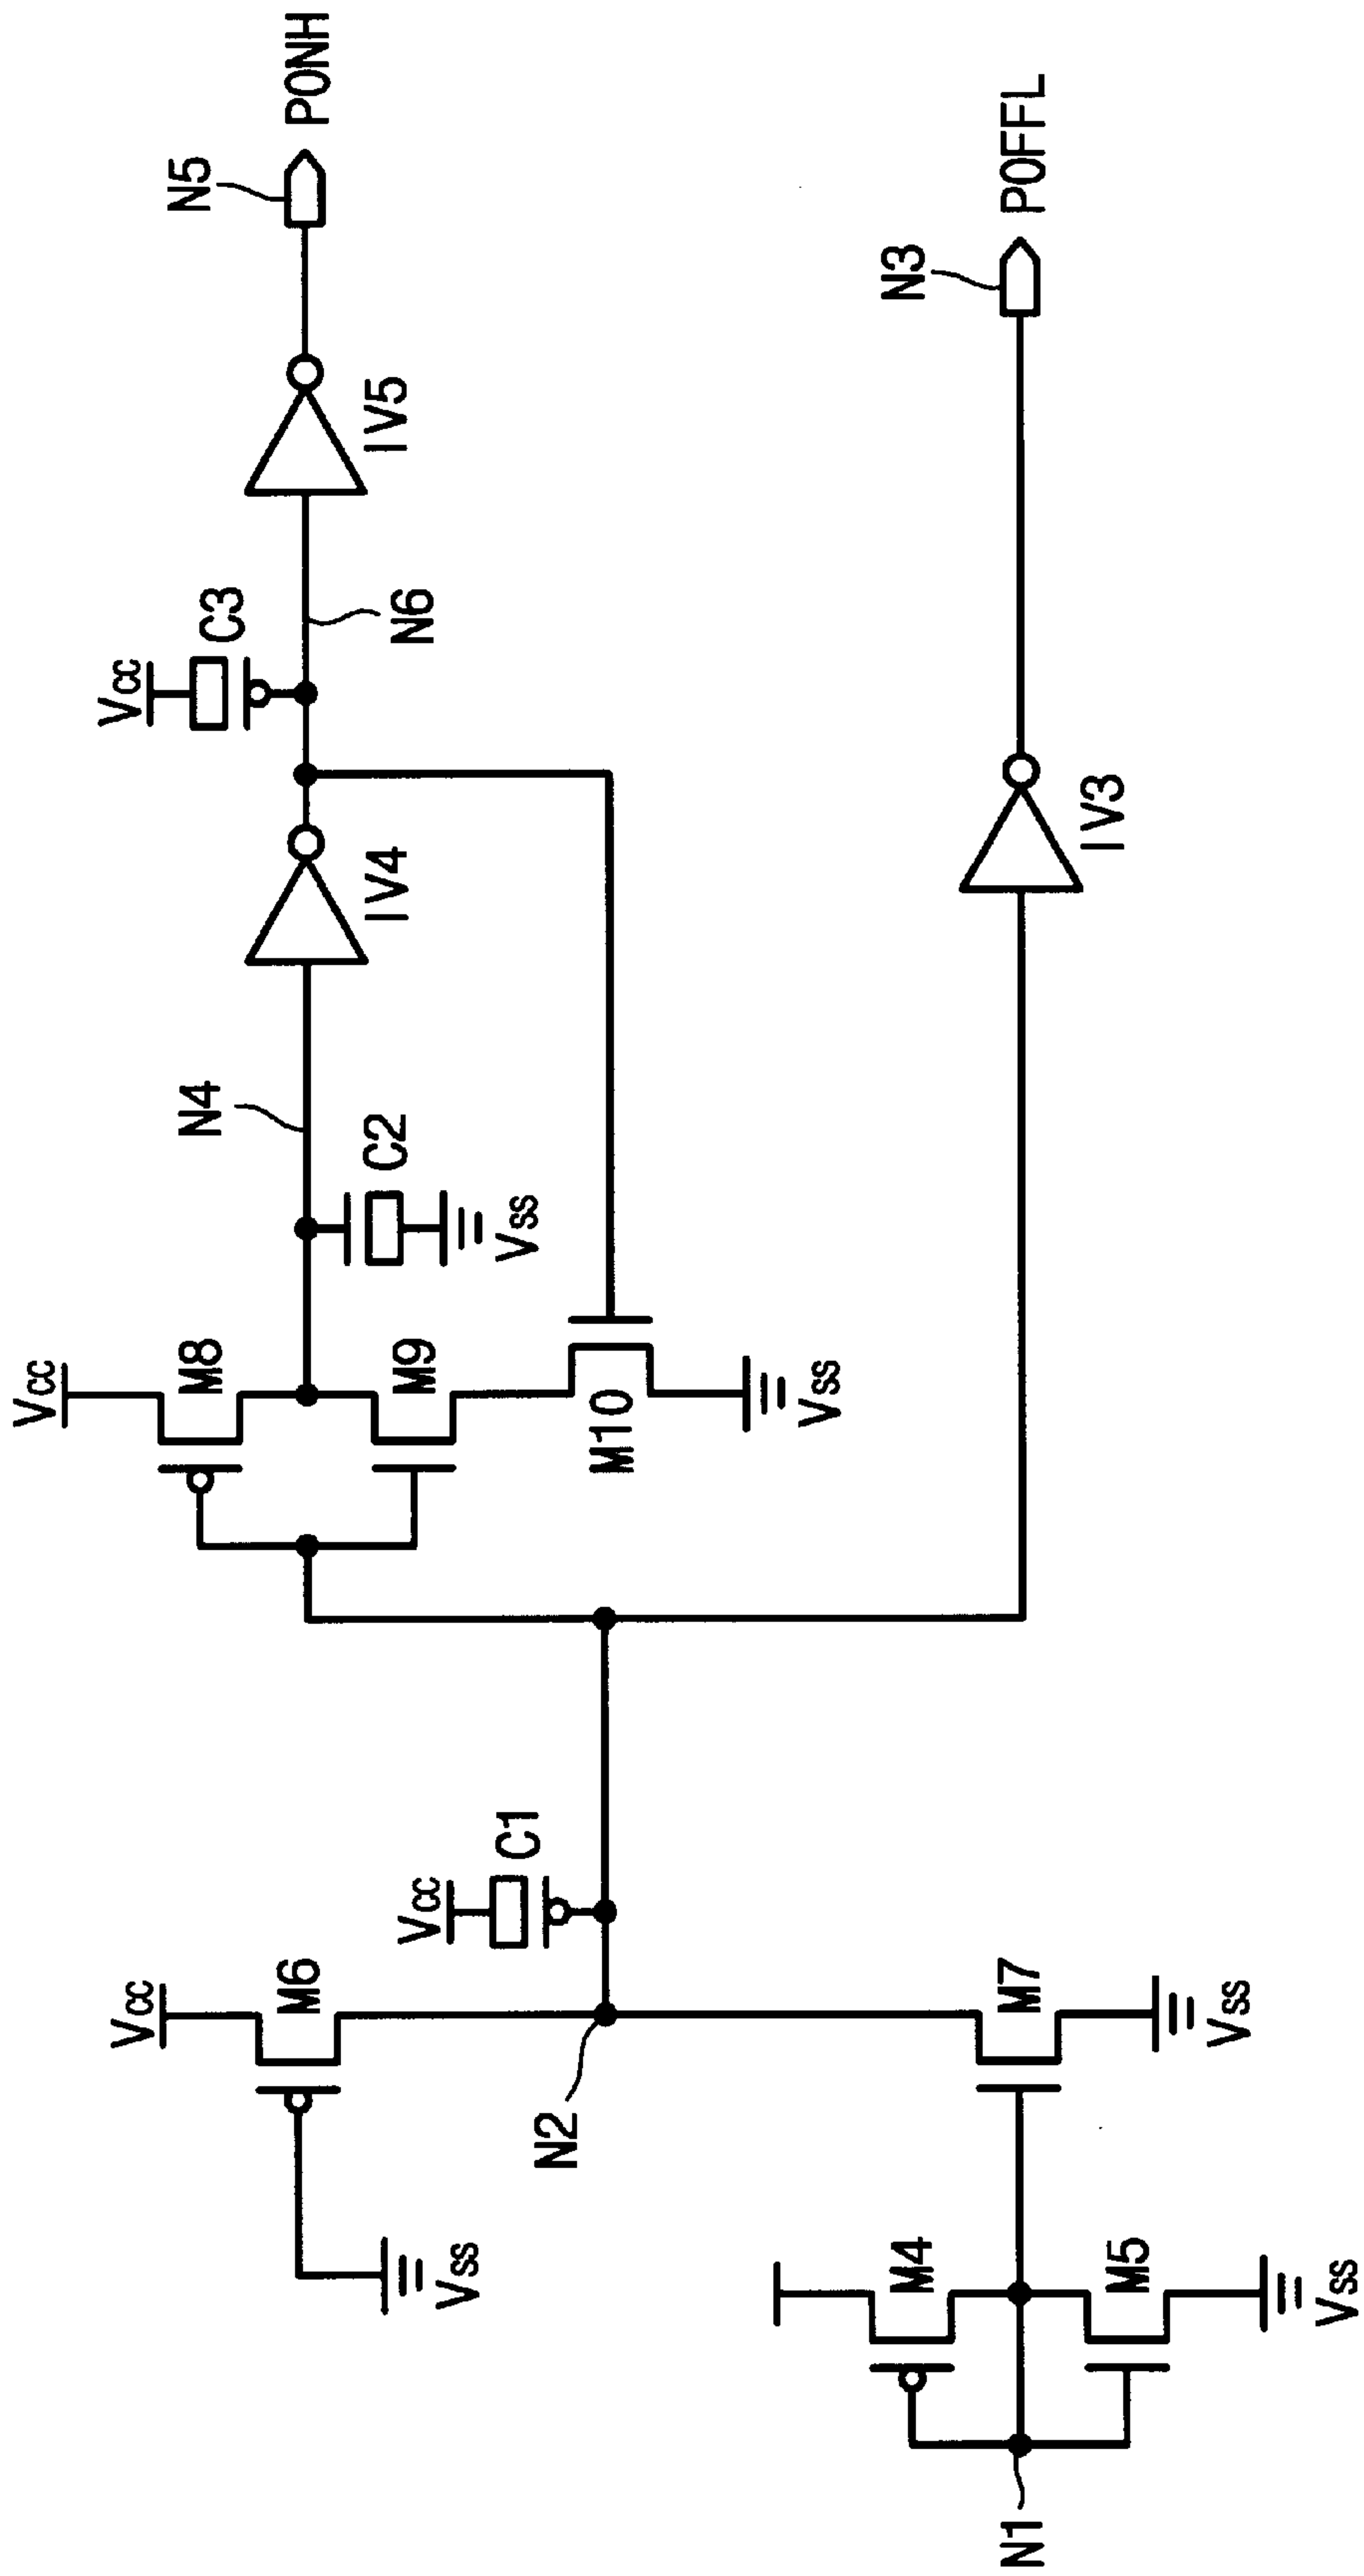 Vcc
M8
N4
C2
Vss
M9
M10
Vss
IV4
Vcc
C3
N6
IV5
N5
PONH
Vcc
M6
Vss
N2
Vcc
C1
N1
M4
M5
Vss
M7
Vss
IV3
N3
POFFL